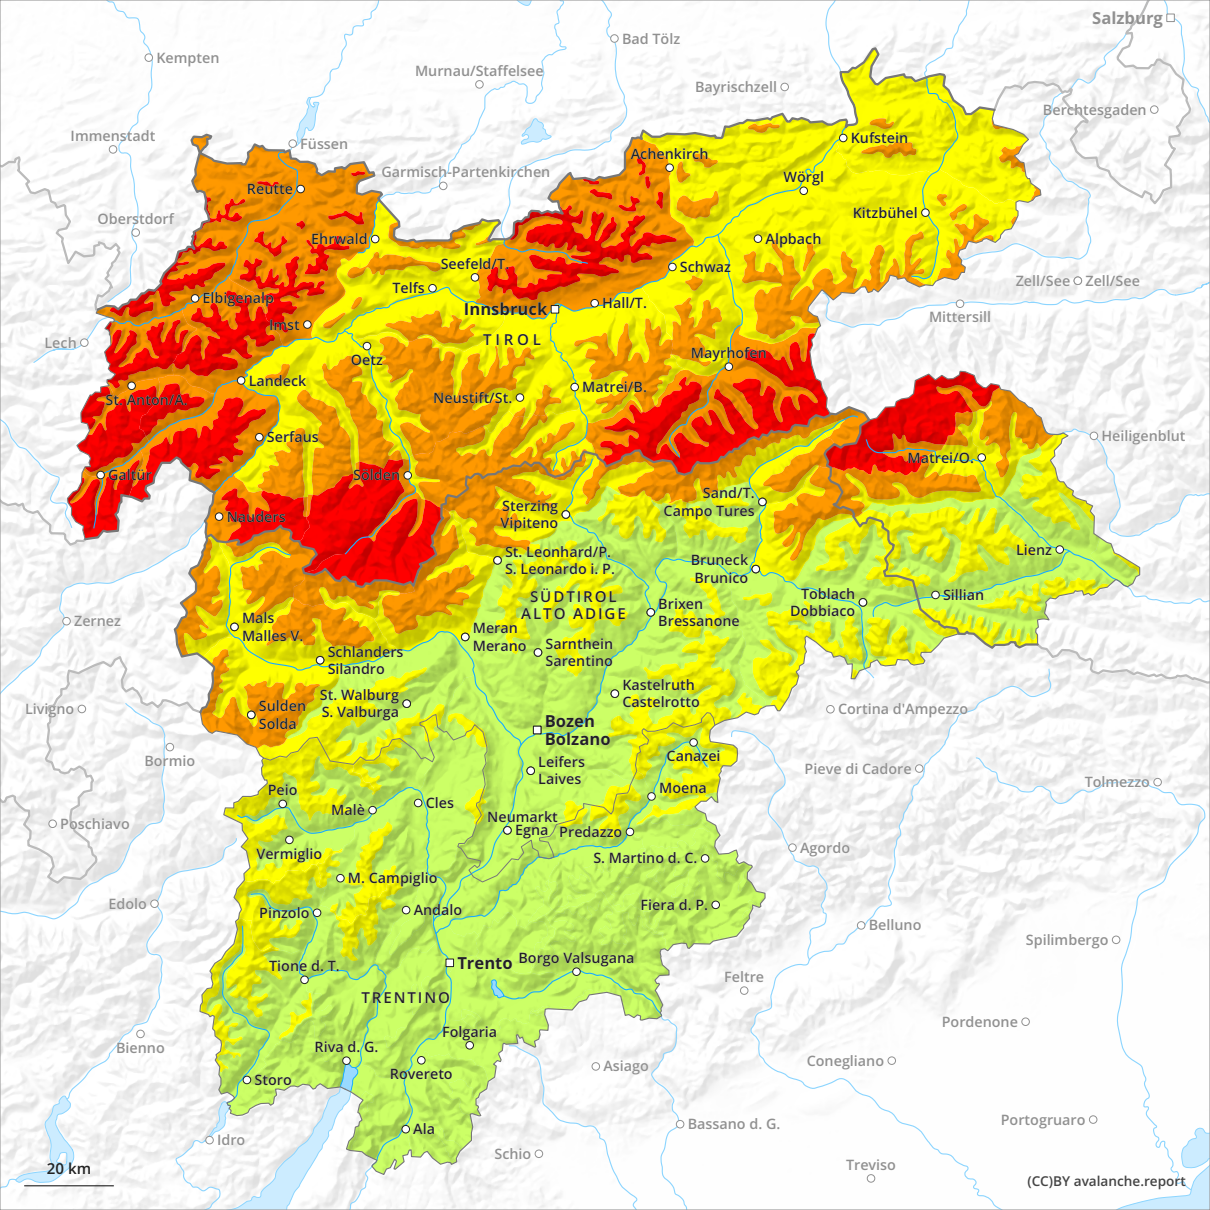 Salzburg
Kempten
Bad Tölz
Murnau/Staffelsee
Bayrischzell
Berchtesgaden
Immenstadt
Füssen
Kufstein
Achenkirch
Garmisch-Partenkirchen
Reutte
Wörgl
Oberstdorf
Kitzbühel
Ehrwald
Alpbach
Seefeld/T.
Schwaz
Zell/See
Zell/See
Telfs
Elbigenalp
Hall/T.
Innsbruck
Mittersill
Imst
TIROL
Lech
Mayrhofen
Oetz
Landeck
Matrei/B.
St. Anton/A.
Neustift/St.
Serfaus
Heiligenblut
Matrei/O.
Galtür
Sölden
Sand/T.
Campo Tures
Sterzing
Vipiteno
Nauders
St. Leonhard/P.
S. Leonardo i. P.
Lienz
Bruneck
Brunico
SÜDTIROL
ALTO ADIGE
Toblach
Dobbiaco
Sillian
Brixen
Bressanone
Zernez
Mals
Malles V.
Meran
Merano
Sarnthein
Sarentino
Schlanders
Silandro
Kastelruth
Castelrotto
St. Walburg
S. Valburga
Livigno
Sulden
Solda
Cortina d'Ampezzo
Bozen
Bolzano
Bormio
Canazei
Leifers
Laives
Pieve di Cadore
Tolmezzo
Peio
Moena
Malè
Cles
Neumarkt
Egna
Predazzo
Poschiavo
Vermiglio
Agordo
S. Martino d. C.
M. Campiglio
Edolo
Pinzolo
Andalo
Fiera d. P.
Belluno
Spilimbergo
Trento
Borgo Valsugana
Tione d. T.
Feltre
TRENTINO
Pordenone
Folgaria
Bienno
Riva d. G.
Conegliano
Asiago
Rovereto
Storo
Portogruaro
Bassano d. G.
Ala
Idro
Schio
Treviso
20 km
(CC)BY avalanche.report